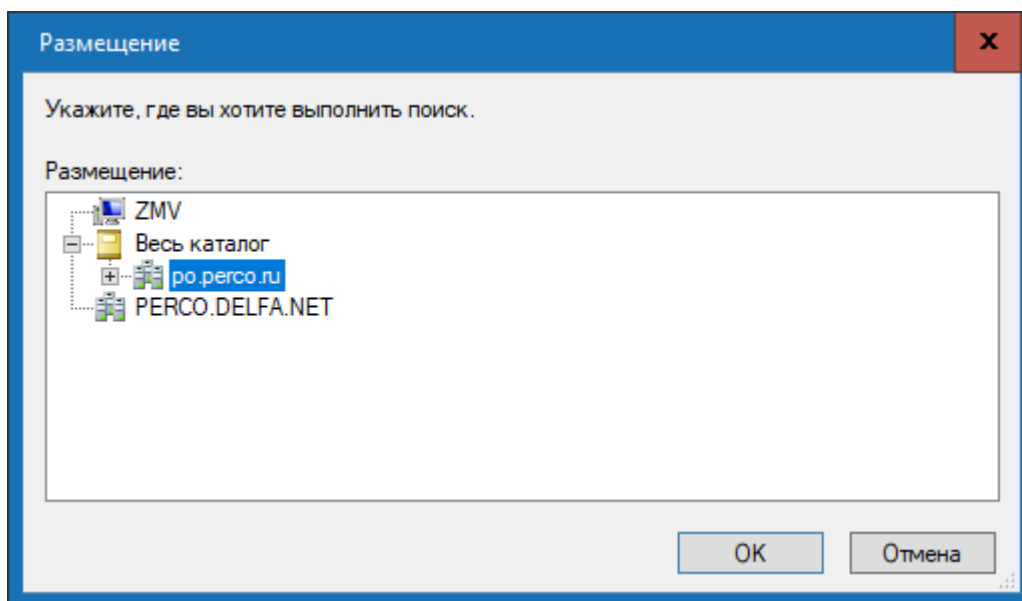 Размещение
x
Укажите, где вы хотите выполнить поиск.
Размещение:
ZMV
Весь каталог
po.perco.ru
PERCO.DELFA.NET
OK
Отмена